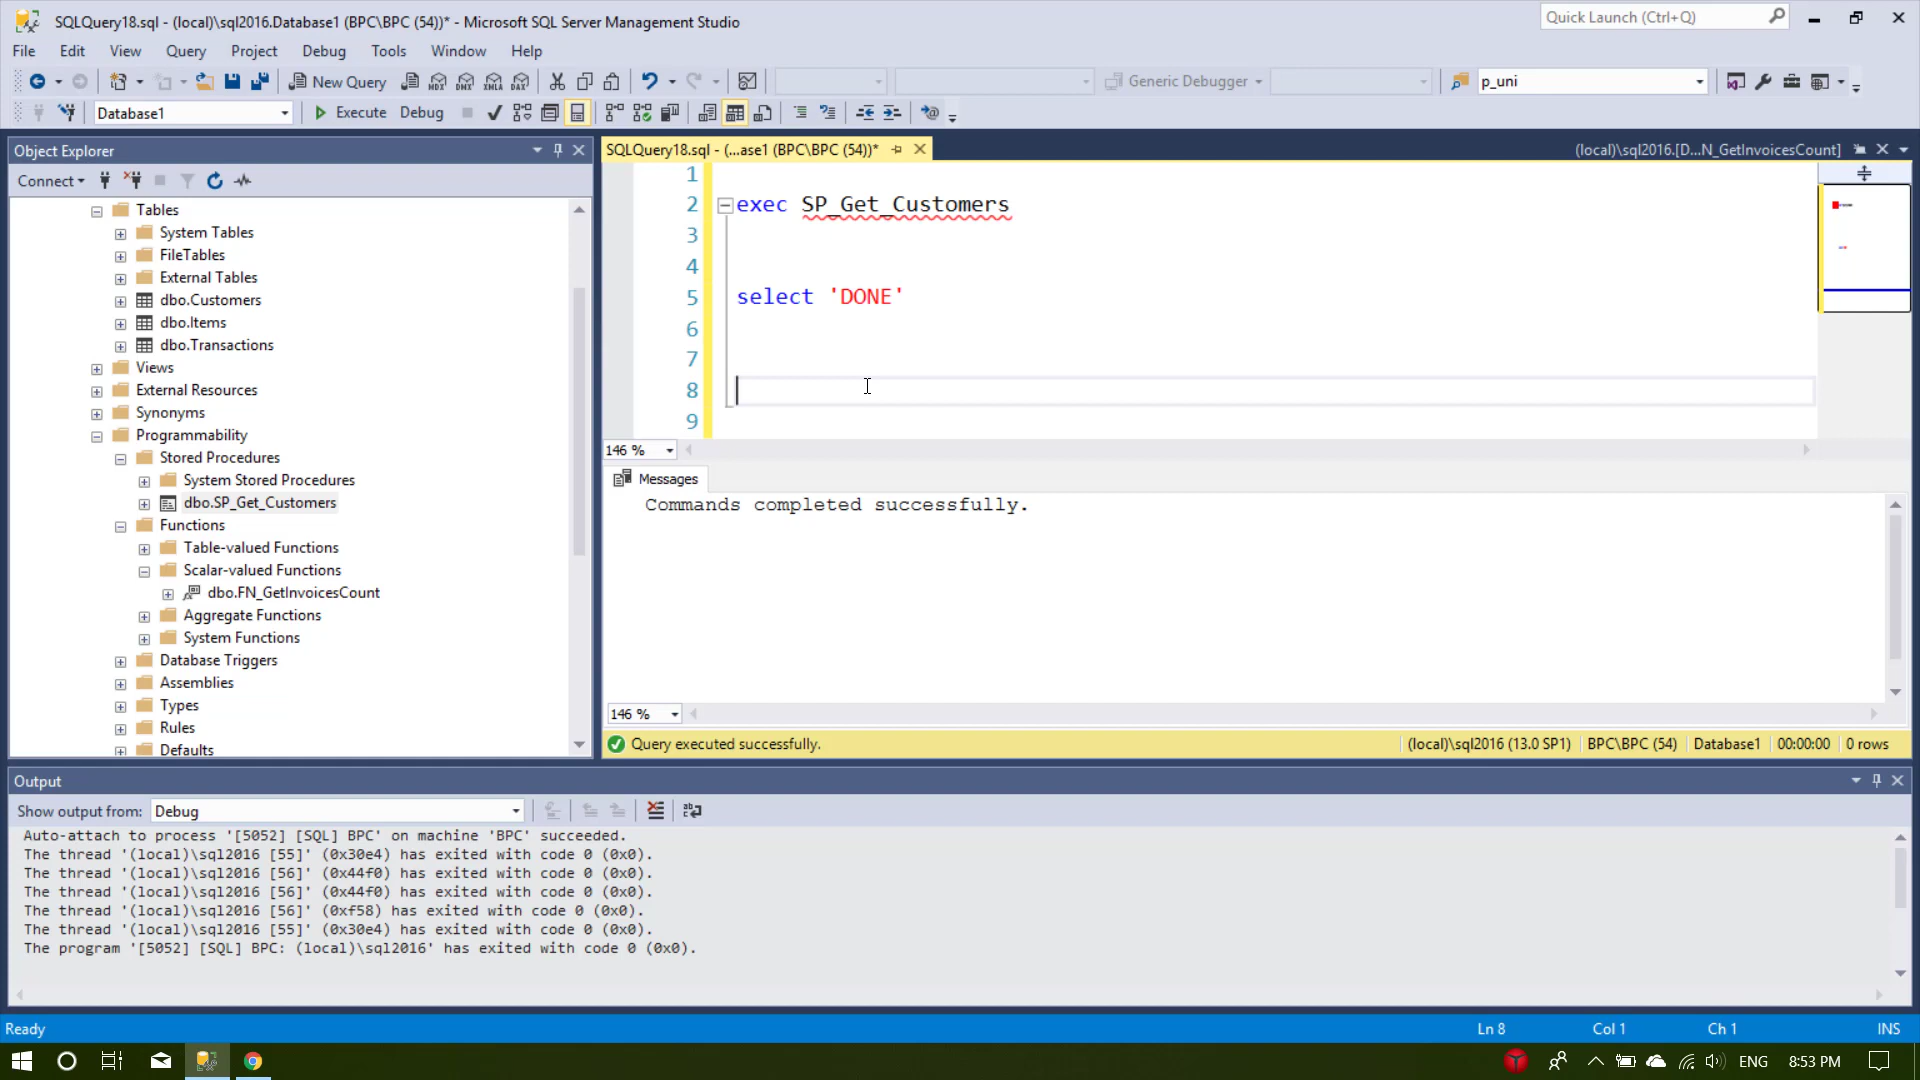 SQLQuery18.sql - (local)\sql2016.Database1 (BPC\BPC (54))* - Microsoft SQL Server Management Studio
Quick Launch (Ctrl+Q)
File Edit View Query Project Debug Tools Window Help
New Query
MDX DMX XMLA DAX
Generic Debugger
p_uni
Database1
Execute Debug
Object Explorer
SQLQuery18.sql - (...ase1 (BPC\BPC (54))*
(local)\sql2016.[D...N_GetInvoicesCount]
Connect
Tables
System Tables
FileTables
External Tables
dbo.Customers
dbo.Items
dbo.Transactions
Views
External Resources
Synonyms
Programmability
Stored Procedures
System Stored Procedures
dbo.SP_Get_Customers
Functions
Table-valued Functions
Scalar-valued Functions
dbo.FN_GetInvoicesCount
Aggregate Functions
System Functions
Database Triggers
Assemblies
Types
Rules
Defaults
1
2 exec SP_Get_Customers
3
4
5 select 'DONE'
6
7
8
9
146 %
Messages
Commands completed successfully.
146 %
Query executed successfully.
(local)\sql2016 (13.0 SP1) BPC\BPC (54) Database1 00:00:00 0 rows
Output
Show output from: Debug
Auto-attach to process '[5052] [SQL] BPC' on machine 'BPC' succeeded.
The thread '(local)\sql2016 [55]' (0x30e4) has exited with code 0 (0x0).
The thread '(local)\sql2016 [56]' (0x44f0) has exited with code 0 (0x0).
The thread '(local)\sql2016 [56]' (0x44f0) has exited with code 0 (0x0).
The thread '(local)\sql2016 [56]' (0xf58) has exited with code 0 (0x0).
The thread '(local)\sql2016 [55]' (0x30e4) has exited with code 0 (0x0).
The program '[5052] [SQL] BPC: (local)\sql2016' has exited with code 0 (0x0).
Ready
Ln 8 Col 1 Ch 1 INS
ENG 8:53 PM